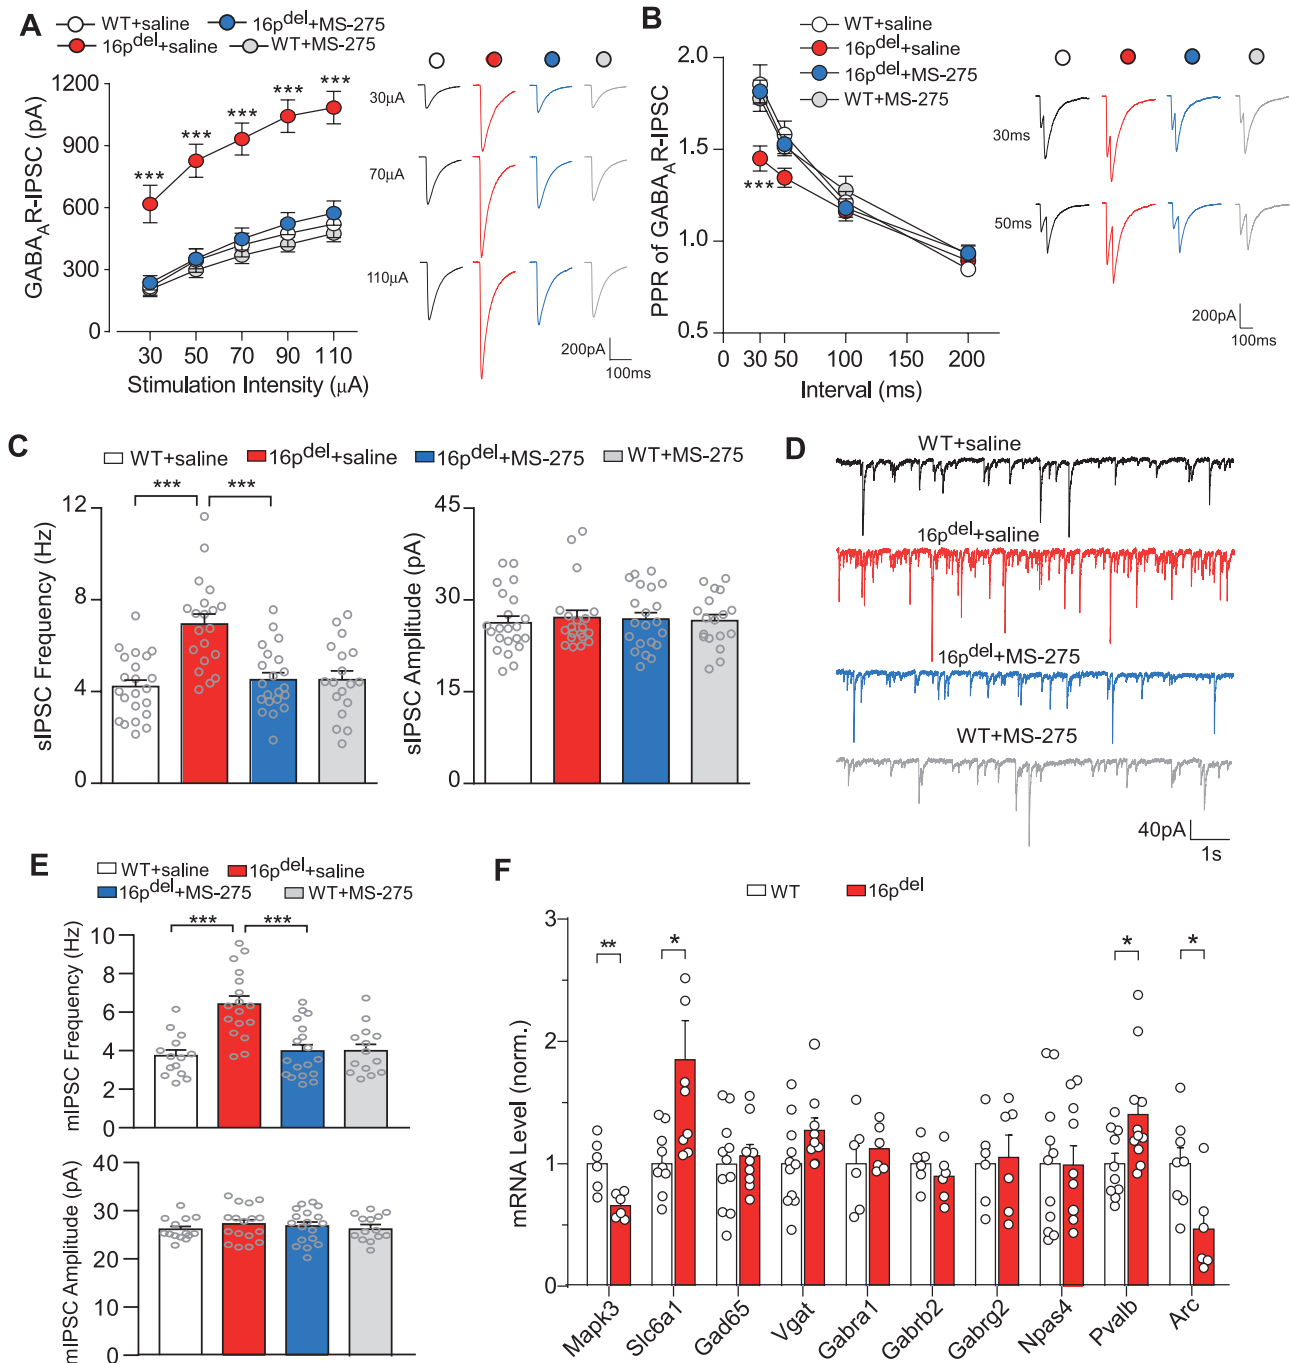 A
WT+saline
16pdel+MS-275
16pdel+saline
WT+MS-275
GABAAR-IPSC (pA)
1200
900
600
300
0
***
***
***
***
***
30 50 70 90 110
Stimulation Intensity (μA)
30μA
70μA
110μA
200pA
100ms
B
WT+saline
16pdel+saline
16pdel+MS-275
WT+MS-275
PPR of GABAAR-IPSC
2.0
1.5
1.0
0.5
***
0 30 50 100 150 200
Interval (ms)
30ms
50ms
200pA
100ms
C
WT+saline
16pdel+saline
16pdel+MS-275
WT+MS-275
sIPSC Frequency (Hz)
12
8
4
0
***
***
sIPSC Amplitude (pA)
45
30
15
0
D
WT+saline
16pdel+saline
16pdel+MS-275
WT+MS-275
40pA
1s
E
WT+saline
16pdel+saline
16pdel+MS-275
WT+MS-275
mIPSC Frequency (Hz)
10
8
6
4
2
0
***
***
mIPSC Amplitude (pA)
40
30
20
10
0
F
WT
16pdel
mRNA Level (norm.)
3
2
1
0
**
*
*
*
Mapk3
Slc6a1
Gad65
Vgat
Gabra1
Gabrb2
Gabrg2
Npas4
Pvalb
Arc